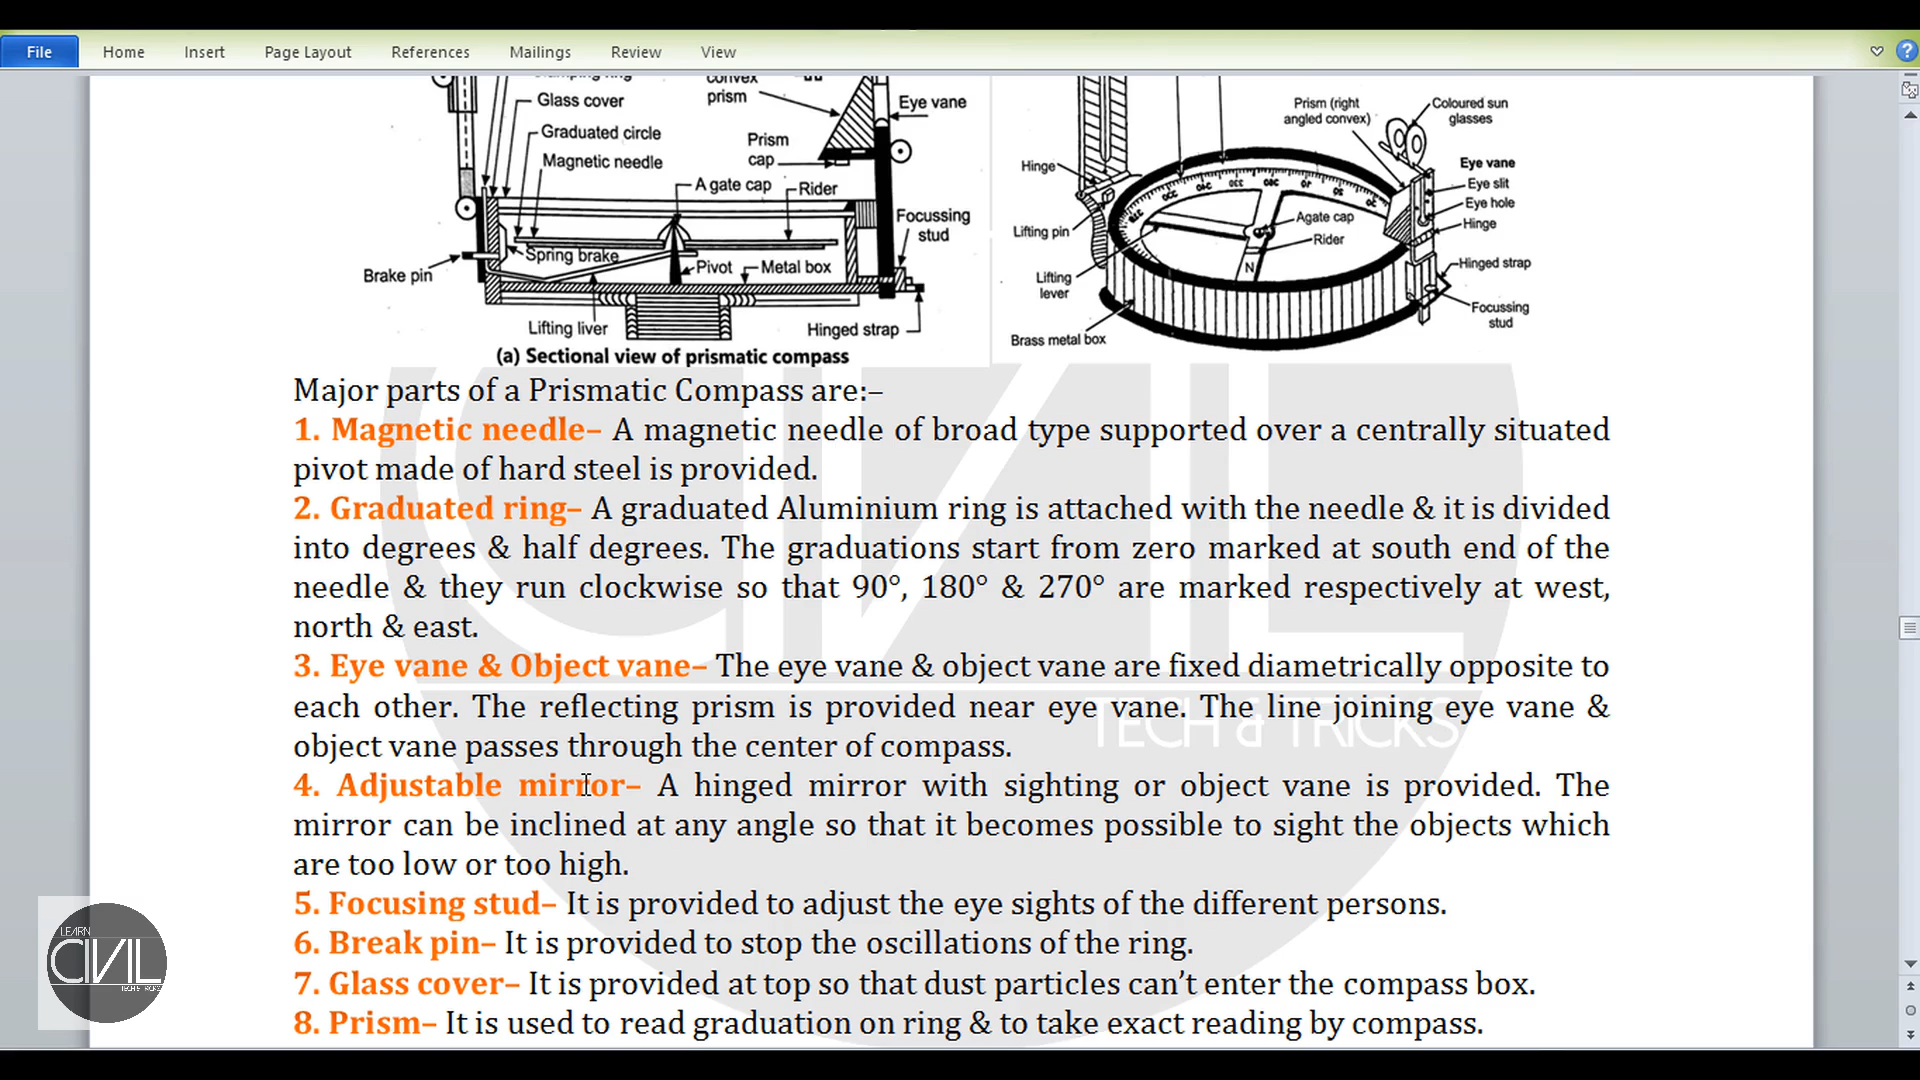 File Home Insert Page Layout References Mailings Review View
convex
prism
Glass cover
Graduated circle
Magnetic needle
Prism
cap
Eye vane
A gate cap
Rider
Focussing
stud
Brake pin
Spring brake
Pivot
Metal box
Lifting liver
Hinged strap
(a) Sectional view of prismatic compass
Prism (right
angled convex)
Coloured sun
glasses
Hinge
Eye vane
Eye slit
Eye hole
Hinge
Lifting pin
Agate cap
Rider
N
Lifting
lever
Hinged strap
Focussing
stud
Brass metal box
Major parts of a Prismatic Compass are:–
1. Magnetic needle– A magnetic needle of broad type supported over a centrally situated
pivot made of hard steel is provided.
2. Graduated ring– A graduated Aluminium ring is attached with the needle & it is divided
into degrees & half degrees. The graduations start from zero marked at south end of the
needle & they run clockwise so that 90°, 180° & 270° are marked respectively at west,
north & east.
3. Eye vane & Object vane– The eye vane & object vane are fixed diametrically opposite to
each other. The reflecting prism is provided near eye vane. The line joining eye vane &
object vane passes through the center of compass.
4. Adjustable mirror– A hinged mirror with sighting or object vane is provided. The
mirror can be inclined at any angle so that it becomes possible to sight the objects which
are too low or too high.
5. Focusing stud– It is provided to adjust the eye sights of the different persons.
6. Break pin– It is provided to stop the oscillations of the ring.
7. Glass cover– It is provided at top so that dust particles can’t enter the compass box.
8. Prism– It is used to read graduation on ring & to take exact reading by compass.
CIVIL
TECH & TRICKS
LEARN
CIVIL
TECH & TRICKS